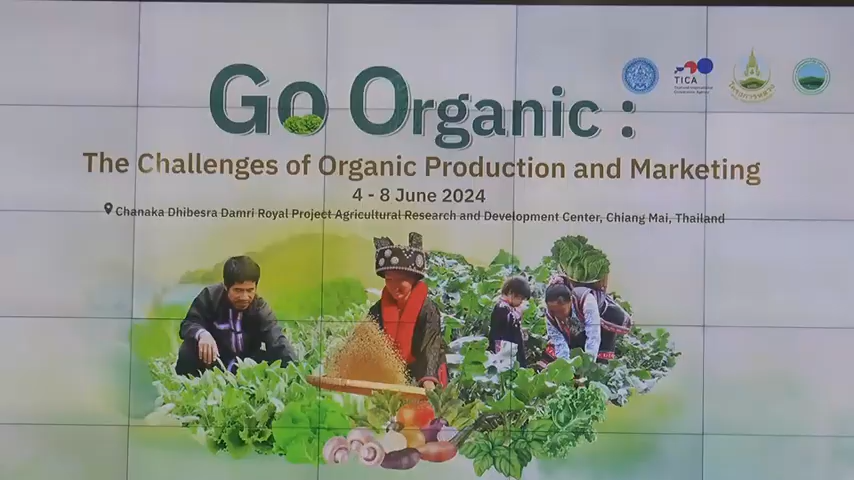 Go Organic :
TICA
The Challenges of Organic Production and Marketing
4 - 8 June 2024
Chanaka Dhibesra Damri Royal Project Agricultural Research and Development Center, Chiang Mai, Thailand